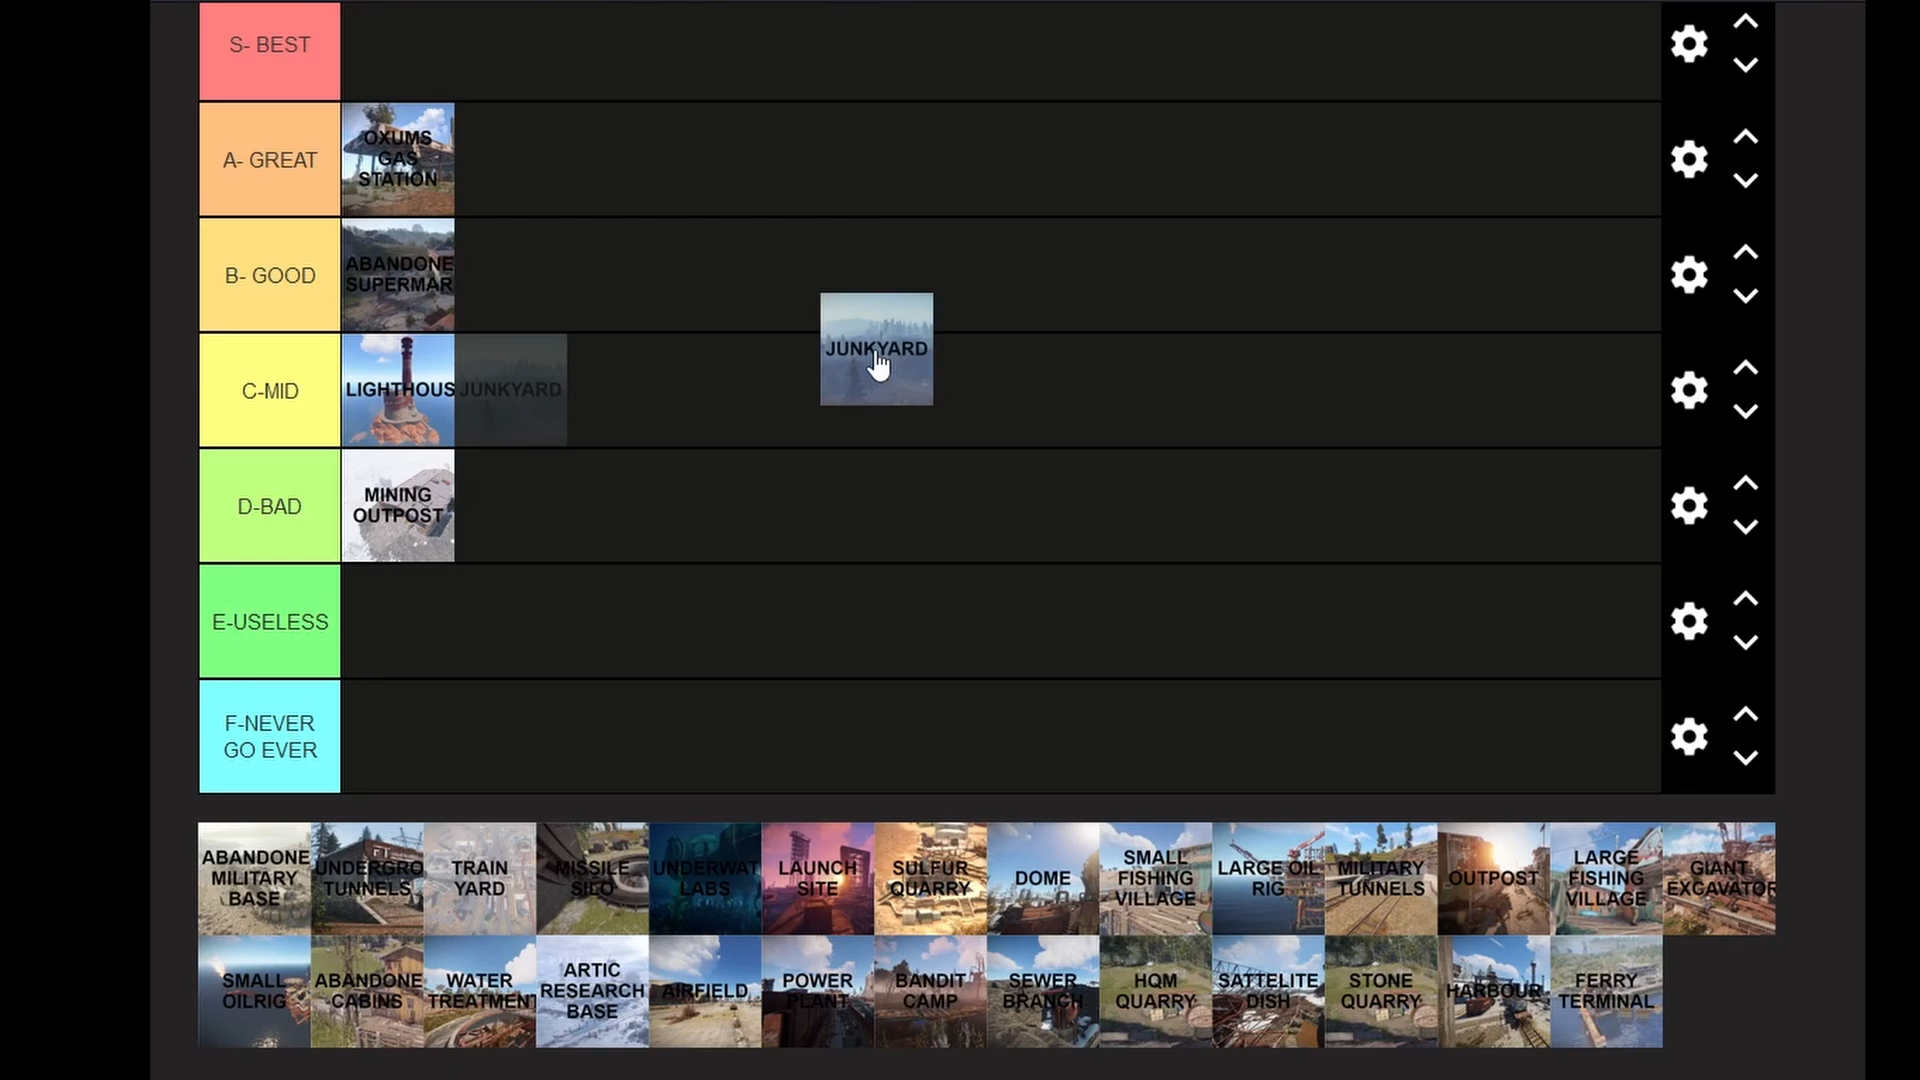 S- BEST
A- GREAT
OXUMS
GAS
STATION
B- GOOD
ABANDONE
SUPERMAR
JUNKYARD
C-MID
LIGHTHOUS
JUNKYARD
D-BAD
MINING
OUTPOST
E-USELESS
F-NEVER
GO EVER
ABANDONE
MILITARY
BASE
UNDERGRO
TUNNELS
TRAIN
YARD
MISSILE
SILO
UNDERWAT
LABS
LAUNCH
SITE
SULFUR
QUARRY
DOME
SMALL
FISHING
VILLAGE
LARGE OIL
RIG
MILITARY
TUNNELS
OUTPOST
LARGE
FISHING
VILLAGE
GIANT
EXCAVATOR
SMALL
OILRIG
ABANDONE
CABINS
WATER
TREATMENT
ARTIC
RESEARCH
BASE
AIRFIELD
POWER
PLANT
BANDIT
CAMP
SEWER
BRANCH
HQM
QUARRY
SATTELITE
DISH
STONE
QUARRY
HARBOUR
FERRY
TERMINAL